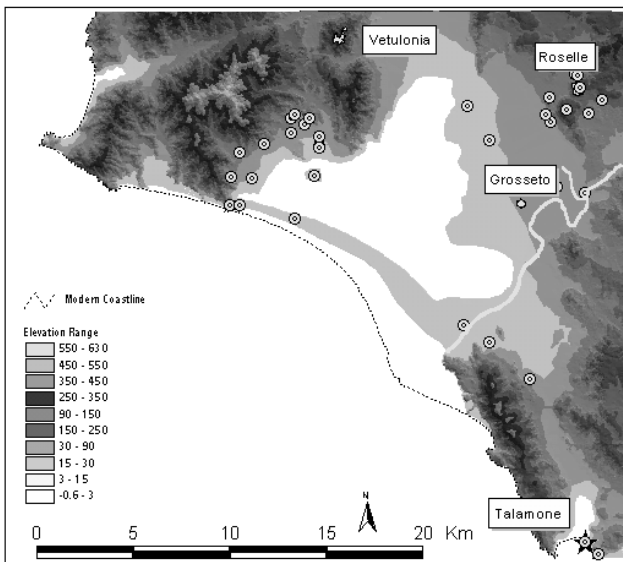 Vetulonia
Roselle
Grosseto
Modern Coastline
Elevation Range
550 - 630
450 - 550
350 - 450
250 - 350
90 - 150
150 - 250
30 - 90
15 - 30
3 - 15
-0.6 - 3
N
Talamone
0 5 10 15 20 Km